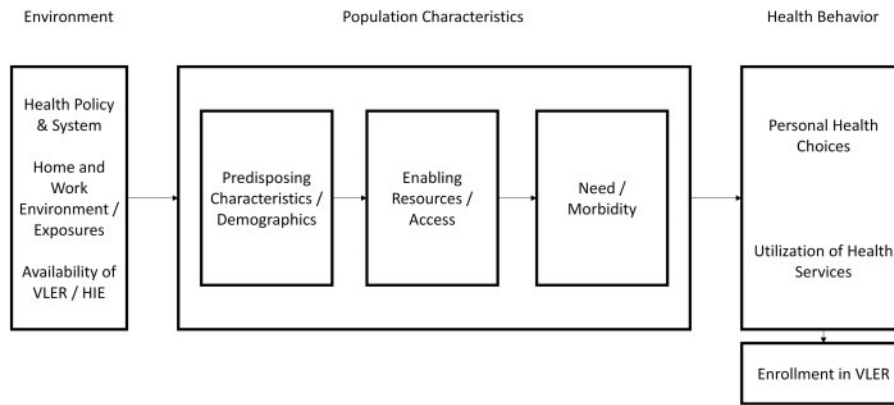 Environment
Population Characteristics
Health Behavior
Health Policy
& System
Home and
Work
Environment /
Exposures
Availability of
VLER / HIE
Predisposing
Characteristics /
Demographics
Enabling
Resources /
Access
Need /
Morbidity
Personal Health
Choices
Utilization of Health
Services
Enrollment in VLER